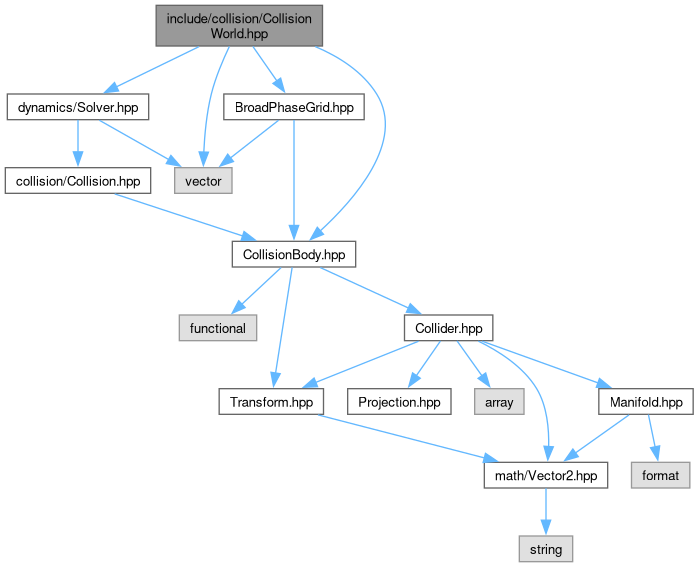 include/collision/Collision
World.hpp
dynamics/Solver.hpp
BroadPhaseGrid.hpp
collision/Collision.hpp
vector
CollisionBody.hpp
functional
Collider.hpp
Transform.hpp
Projection.hpp
array
Manifold.hpp
math/Vector2.hpp
format
string